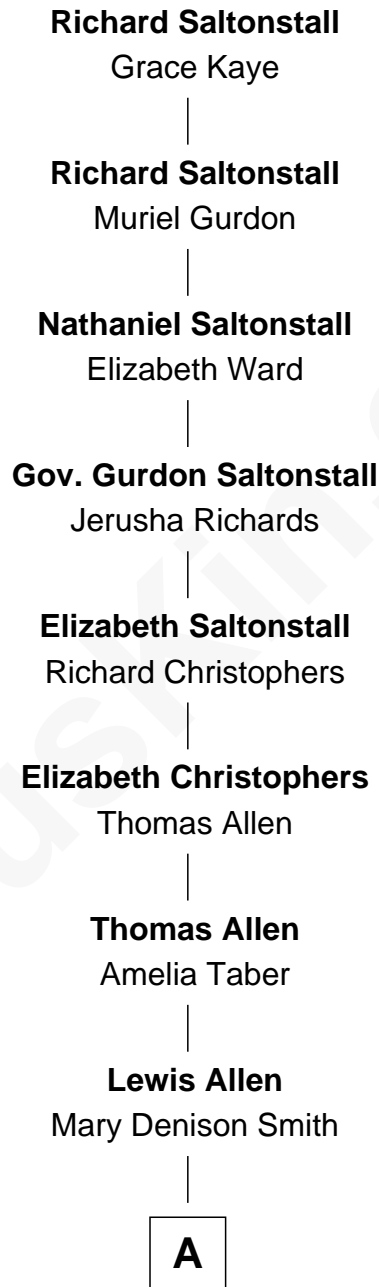 Richard Saltonstall
Grace Kaye
Richard Saltonstall
Muriel Gurdon
Nathaniel Saltonstall
Elizabeth Ward
Gov. Gurdon Saltonstall
Jerusha Richards
Elizabeth Saltonstall
Richard Christophers
Elizabeth Christophers
Thomas Allen
Thomas Allen
Amelia Taber
Lewis Allen
Mary Denison Smith
A